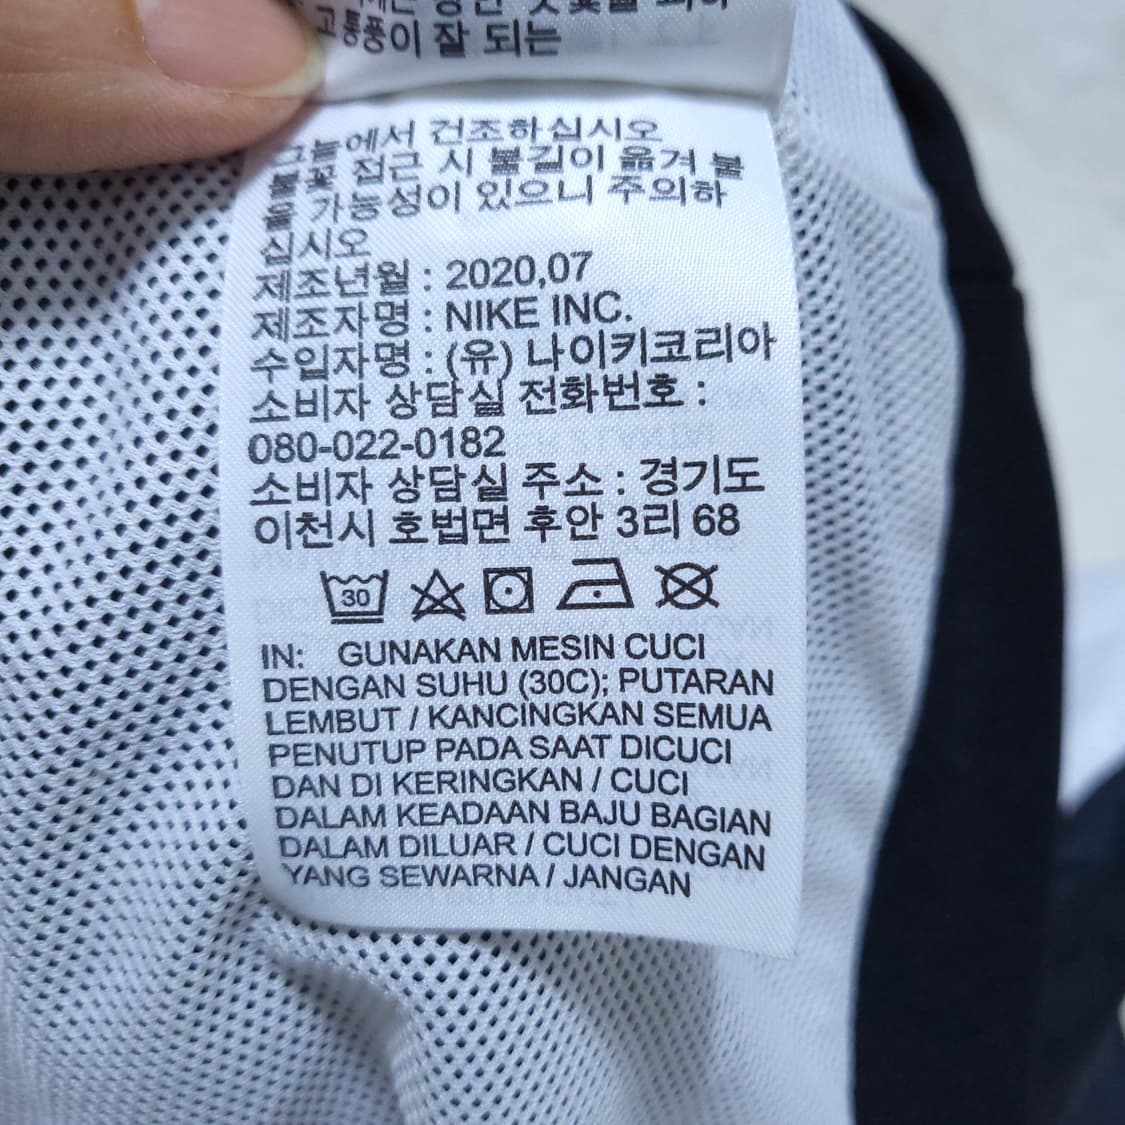 고 통풍이 잘 되는
그늘에서 건조하십시오
불꽃 접근 시 불길이 옮겨 붙
을 가능성이 있으니 주의하
십시오
제조년월 : 2020,07
제조자명 : NIKE INC.
수입자명 : (유) 나이키코리아
소비자 상담실 전화번호 :
080-022-0182
소비자 상담실 주소 : 경기도
이천시 호법면 후안 3리 68
30
IN: GUNAKAN MESIN CUCI
DENGAN SUHU (30C); PUTARAN
LEMBUT / KANCINGKAN SEMUA
PENUTUP PADA SAAT DICUCI
DAN DI KERINGKAN / CUCI
DALAM KEADAAN BAJU BAGIAN
DALAM DILUAR / CUCI DENGAN
YANG SEWARNA / JANGAN